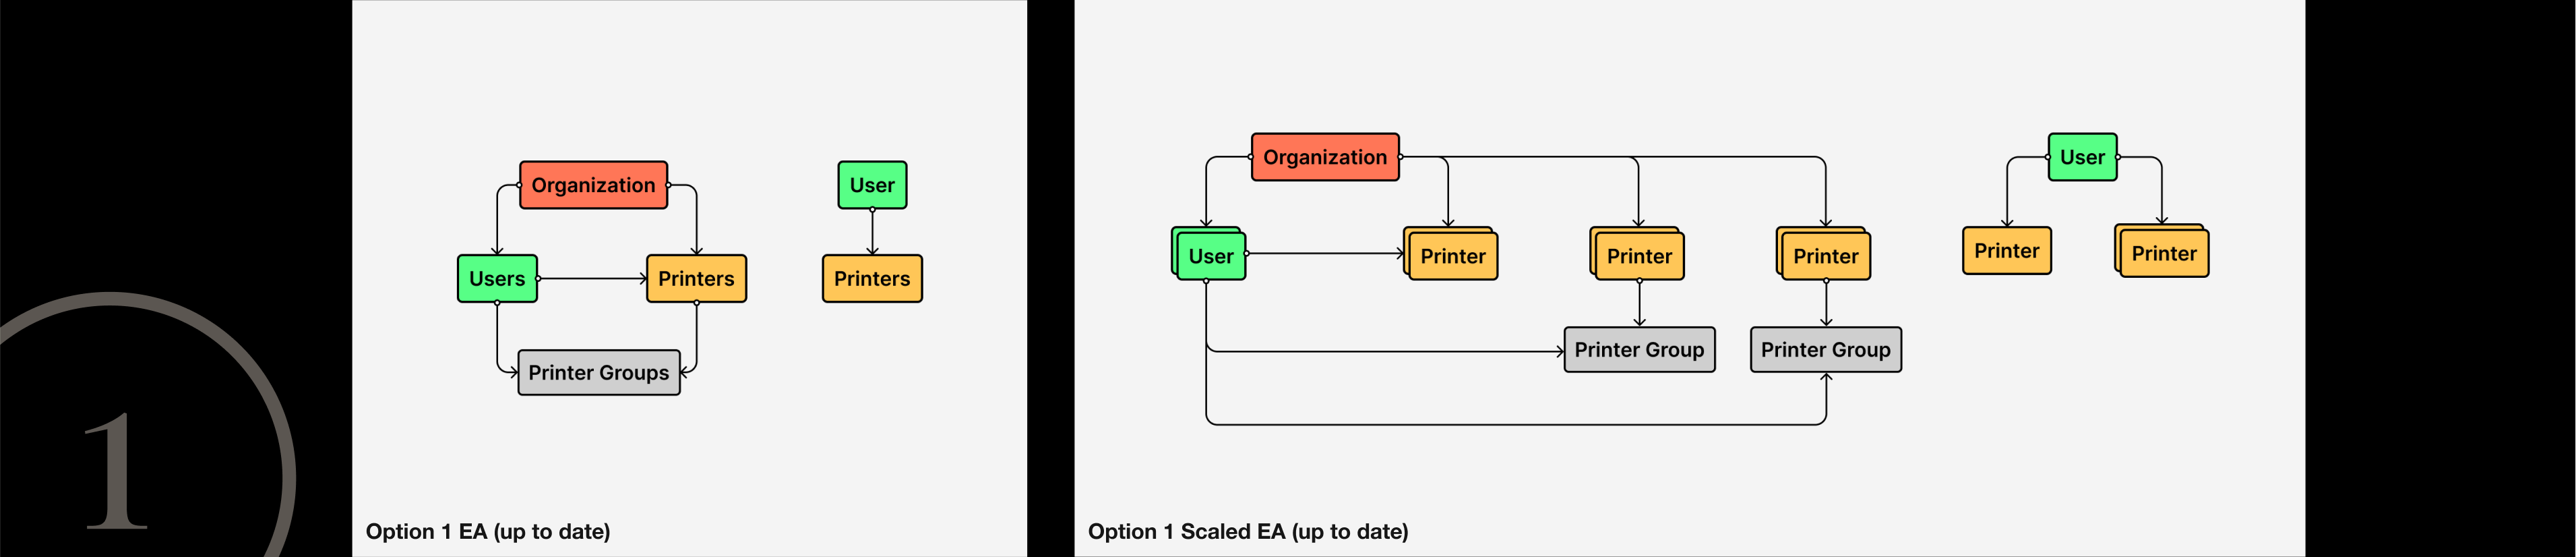 1
Organization
User
Users
Printers
Printers
Printer Groups
Option 1 EA (up to date)
Organization
User
User
Printer
Printer
Printer
Printer
Printer
Printer Group
Printer Group
Option 1 Scaled EA (up to date)